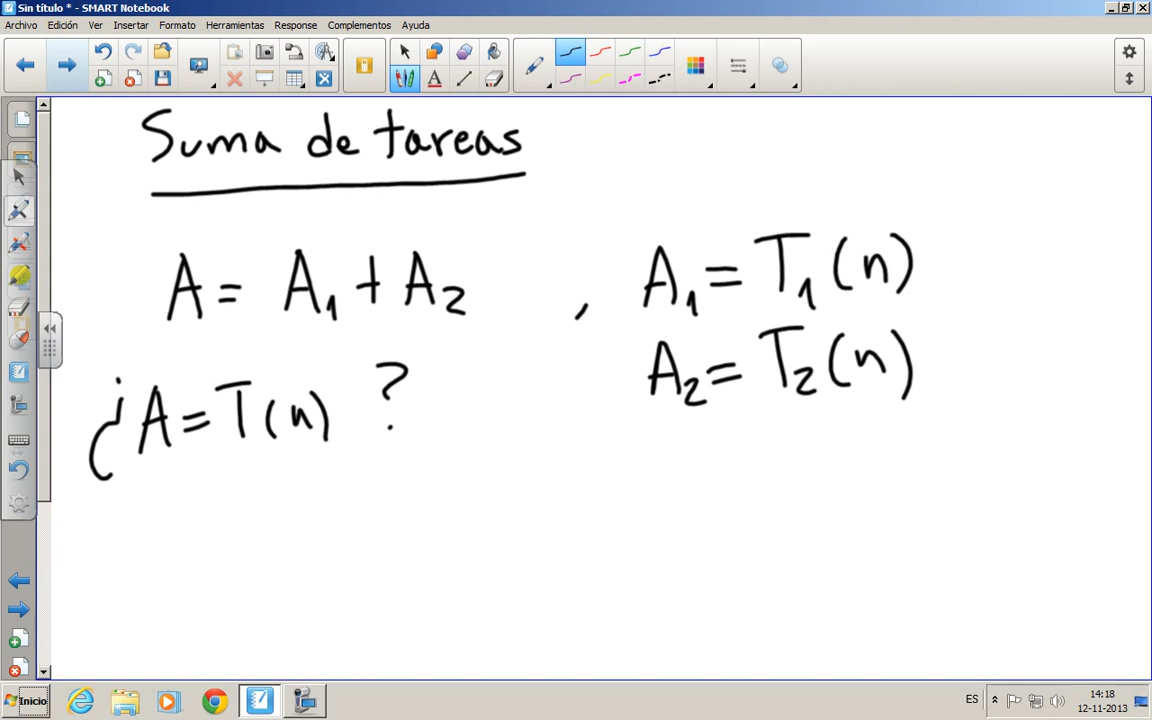 Sin título * - SMART Notebook
Archivo Edición Ver Insertar Formato Herramientas Response Complementos Ayuda
Suma de tareas
A = A₁ + A₂ , A₁ = T₁(n)
A₂ = T₂(n)
¿A = T(n) ?
Inicio
ES
14:18
12-11-2013